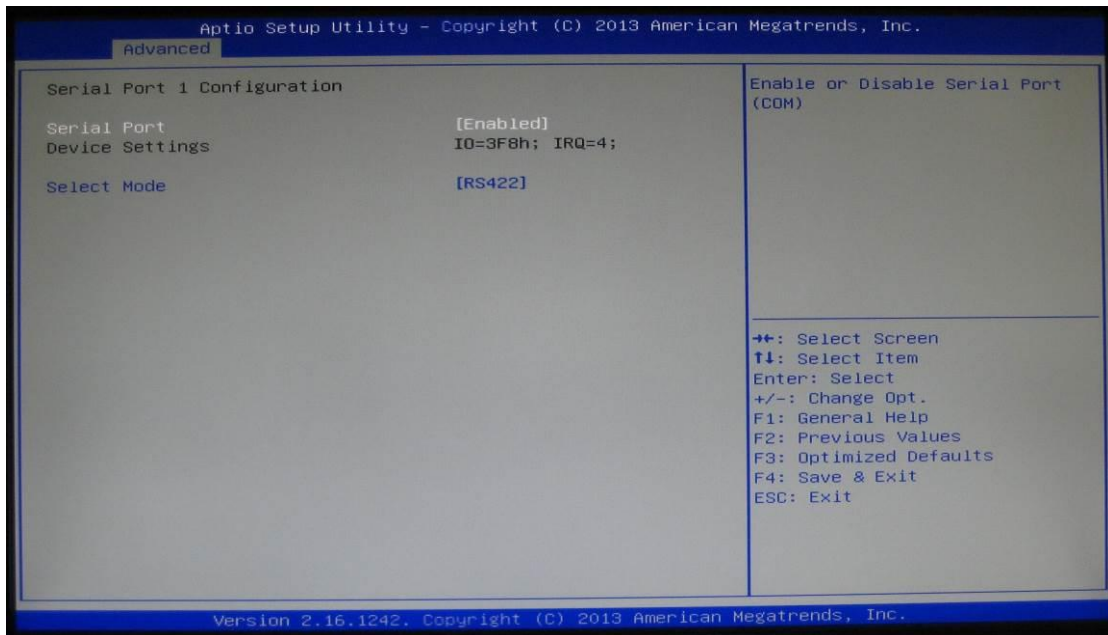 Aptio Setup Utility – Copyright (C) 2013 American Megatrends, Inc.
Advanced
Serial Port 1 Configuration
Serial Port [Enabled]
Device Settings IO=3F8h; IRQ=4;
Select Mode [RS422]
Enable or Disable Serial Port
(COM)
→←: Select Screen
↑↓: Select Item
Enter: Select
+/-: Change Opt.
F1: General Help
F2: Previous Values
F3: Optimized Defaults
F4: Save & Exit
ESC: Exit
Version 2.16.1242. Copyright (C) 2013 American Megatrends, Inc.